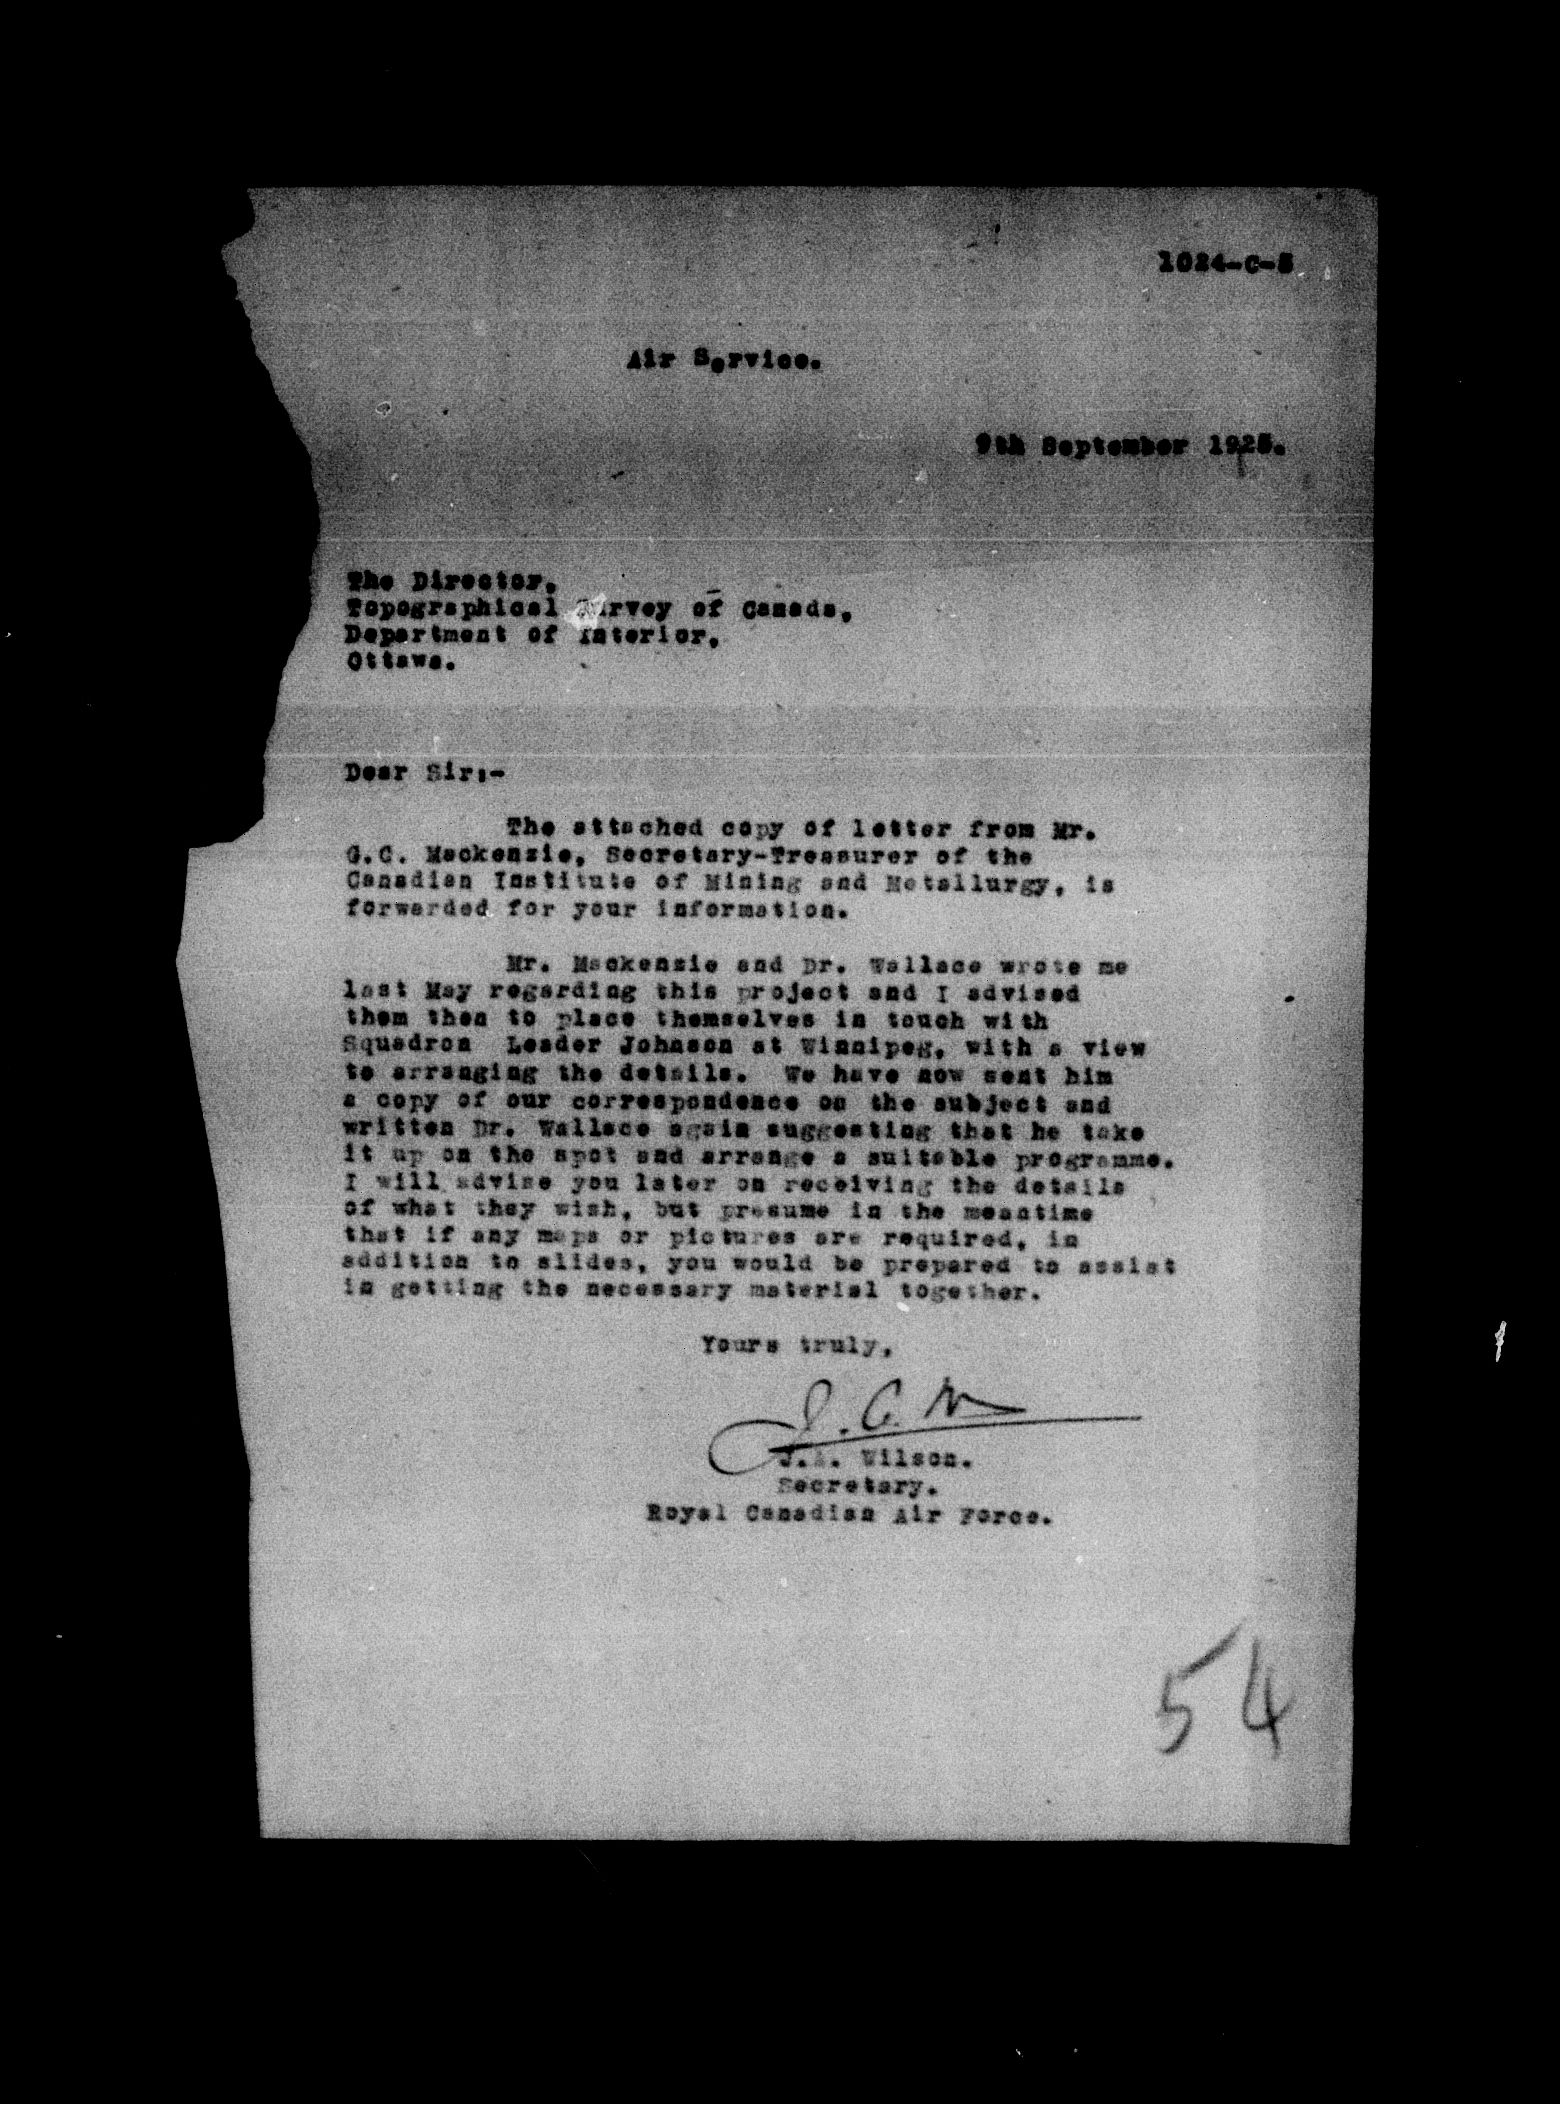 1024-C-5
Air Service.
9th September 1925.
The Director,
Topographical Survey of Canada,
Department of Interior,
Ottawa.
Dear Sir:-
The attached copy of letter from Mr.
G.C. Mackenzie, Secretary-Treasurer of the
Canadian Institute of Mining and Metallurgy, is
forwarded for your information.
Mr. Mackenzie and Dr. Wallace wrote me
last May regarding this project and I advised
them then to place themselves in touch with
Squadron Leader Johnson at Winnipeg, with a view
to arranging the details. We have now sent him
a copy of our correspondence on the subject and
written Dr. Wallace again suggesting that he take
it up on the spot and arrange a suitable programme.
I will advise you later on receiving the details
of what they wish, but presume in the meantime
that if any maps or pictures are required, in
addition to slides, you would be prepared to assist
in getting the necessary material together.
Yours truly,
J.A. Wilson.
Secretary.
Royal Canadian Air Force.
54